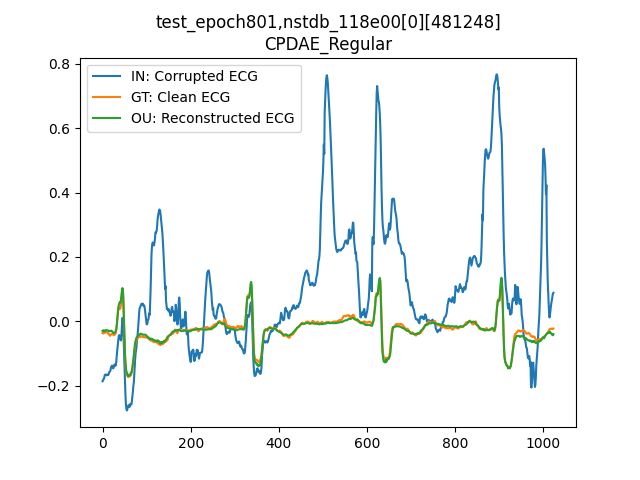 test_epoch801,nstdb_118e00[0][481248]
CPDAE_Regular
IN: Corrupted ECG
GT: Clean ECG
OU: Reconstructed ECG
0.8
0.6
0.4
0.2
0.0
−0.2
0 200 400 600 800 1000